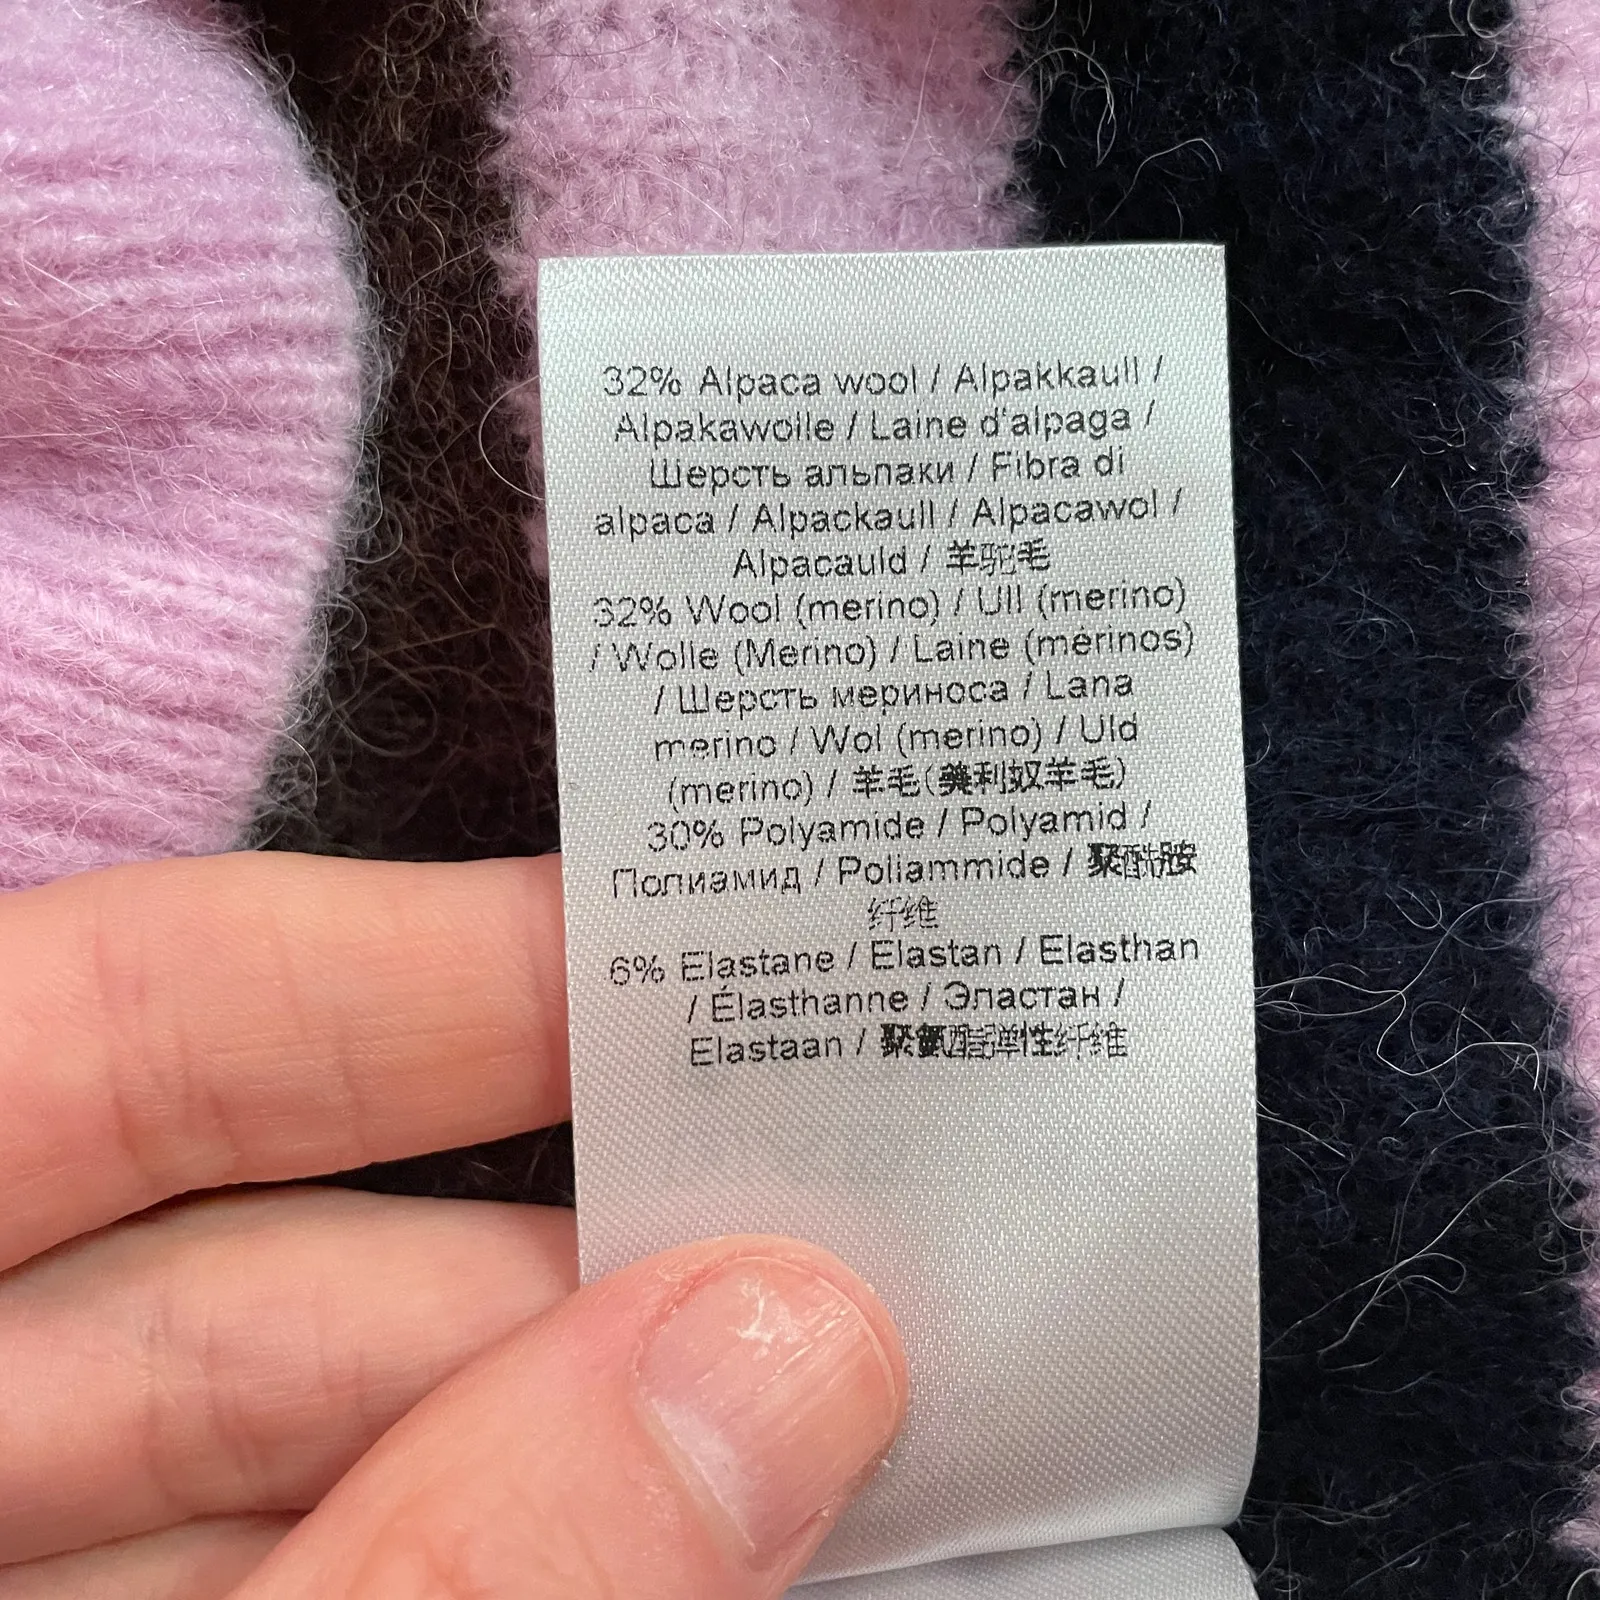 32% Alpaca wool / Alpakkaull /
Alpakawolle / Laine d'alpaga /
Шерсть альпаки / Fibra di
alpaca / Alpackaull / Alpacawol /
Alpacauld / 羊驼毛
32% Wool (merino) / Ull (merino)
/ Wolle (Merino) / Laine (mérinos)
/ Шерсть мериноса / Lana
merino / Wol (merino) / Uld
(merino) / 羊毛(美利奴羊毛)
30% Polyamide / Polyamid /
Полиамид / Poliammide / 聚酰胺
纤维
6% Elastane / Elastan / Elasthan
/ Élasthanne / Эластан /
Elastaan / 聚氨酯弹性纤维